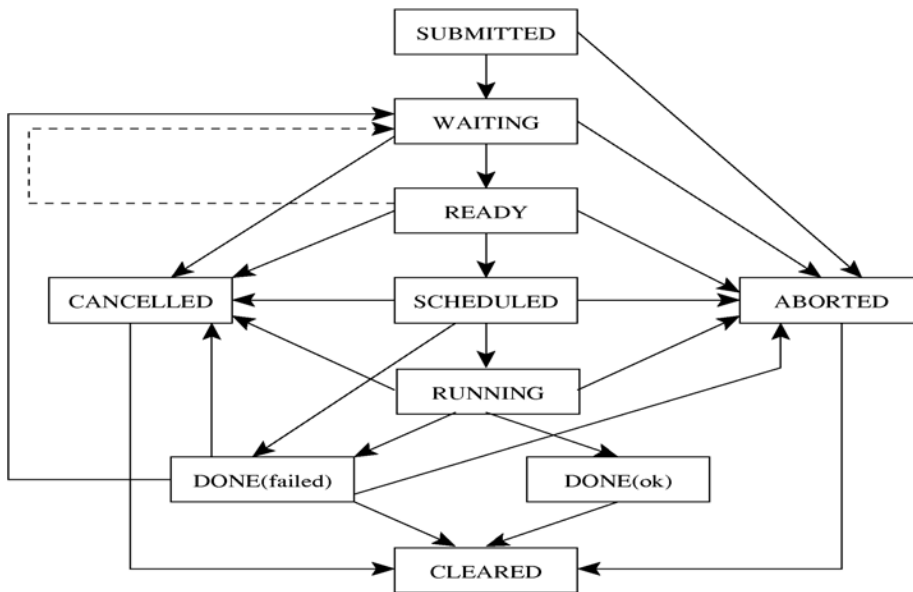 SUBMITTED
WAITING
READY
CANCELLED
SCHEDULED
ABORTED
RUNNING
DONE(failed)
DONE(ok)
CLEARED